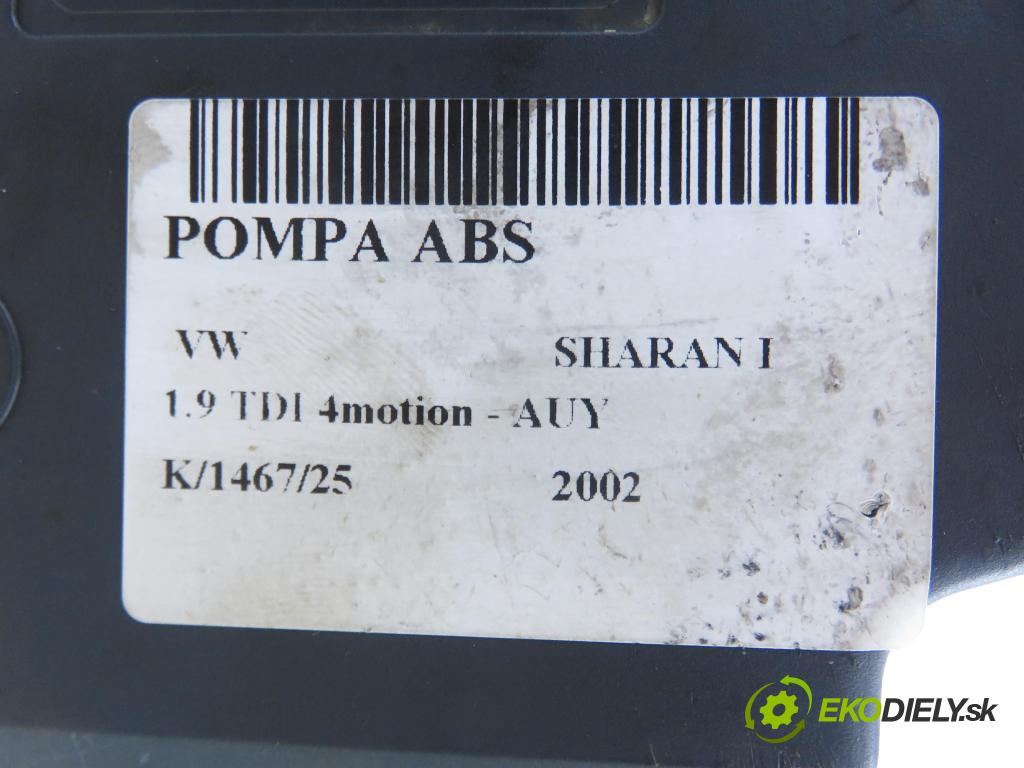 POMPA ABS
VW SHARAN I
1.9 TDI 4motion - AUY
K/1467/25 2002
EKODIELY.sk